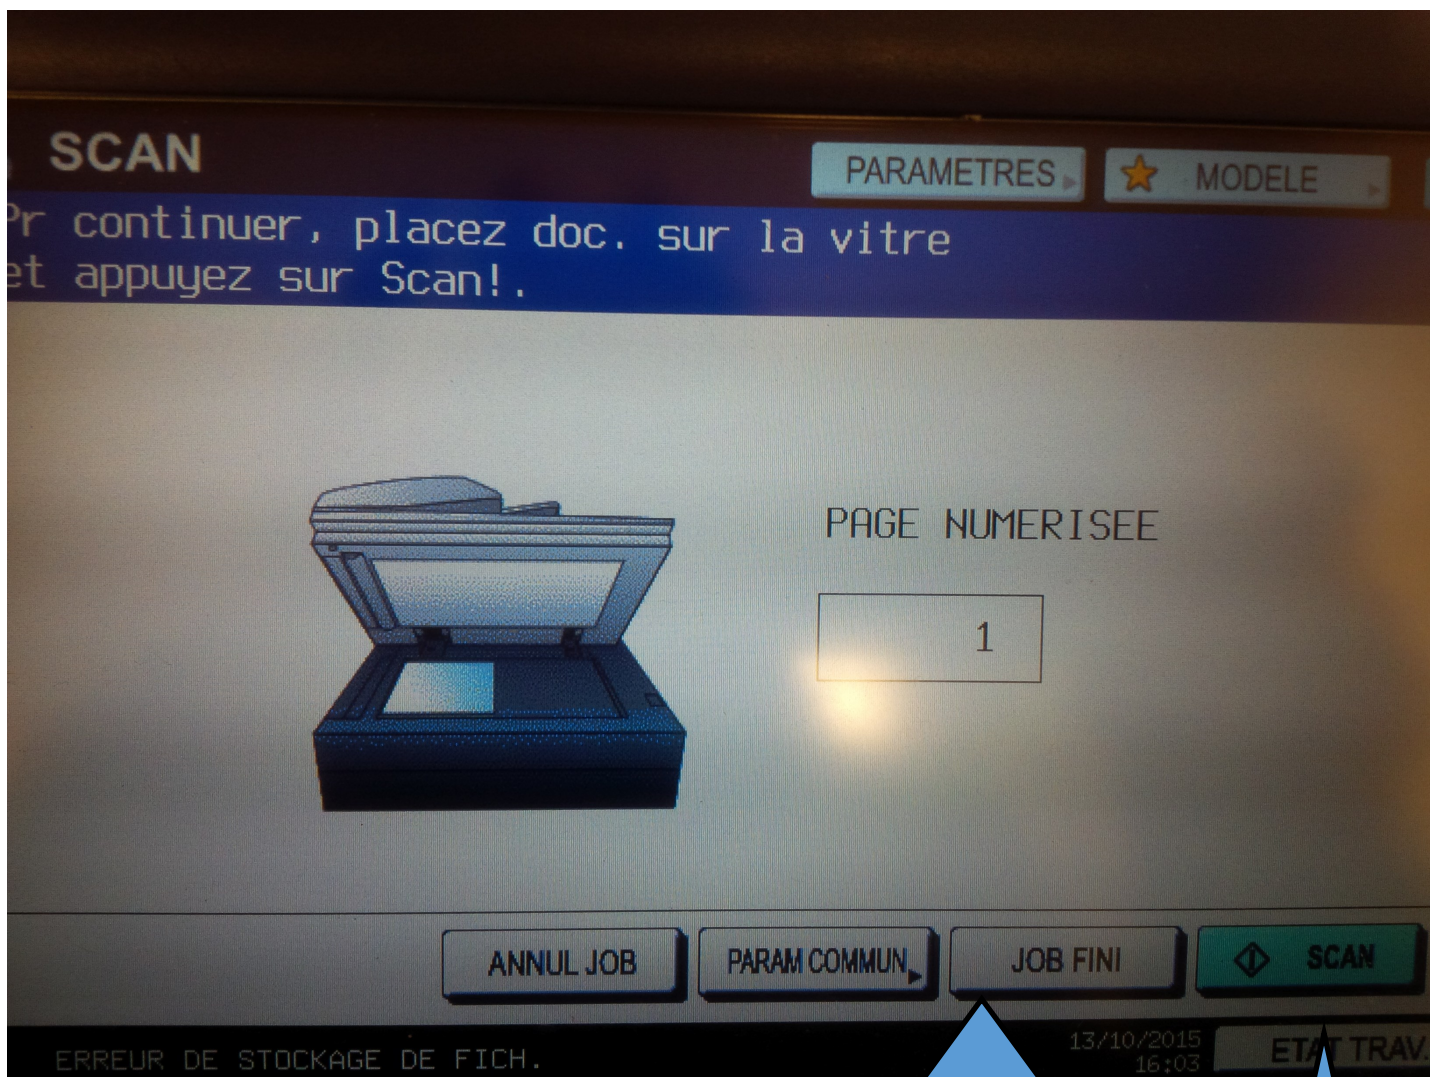 SCAN
PARAMETRES
MODELE
Pr continuer, placez doc. sur la vitre
et appuyez sur Scan!.
PAGE NUMERISEE
1
ANNUL JOB
PARAM COMMUN
JOB FINI
SCAN
ERREUR DE STOCKAGE DE FICH.
13/10/2015
16:03
ETAT TRAV.